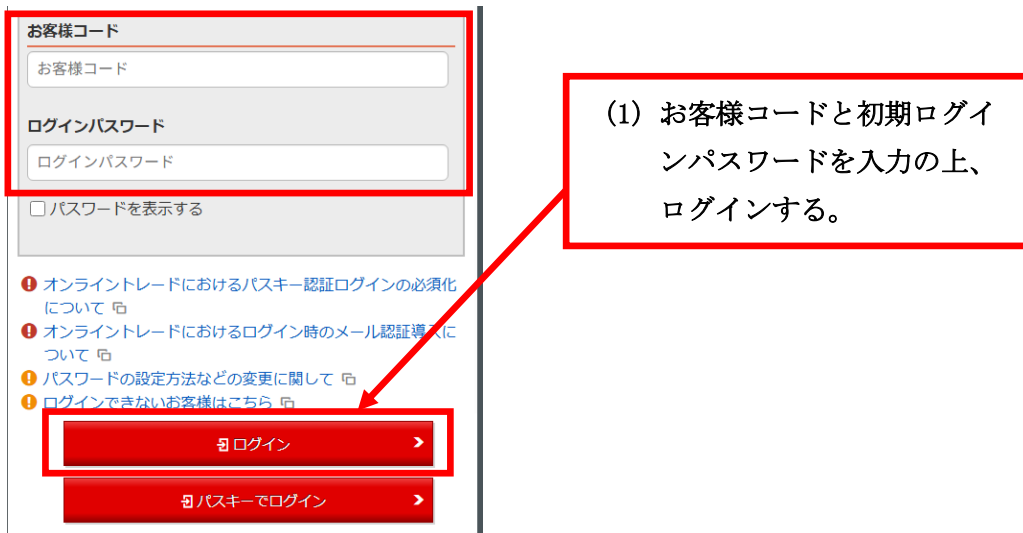 お客様コード
お客様コード
ログインパスワード
ログインパスワード
パスワードを表示する
オンライントレードにおけるパスキー認証ログインの必須化
について
オンライントレードにおけるログイン時のメール認証導入に
ついて
パスワードの設定方法などの変更に関して
ログインできないお客様はこちら
ログイン
パスキーでログイン
(1) お客様コードと初期ログイ
ンパスワードを入力の上、
ログインする。